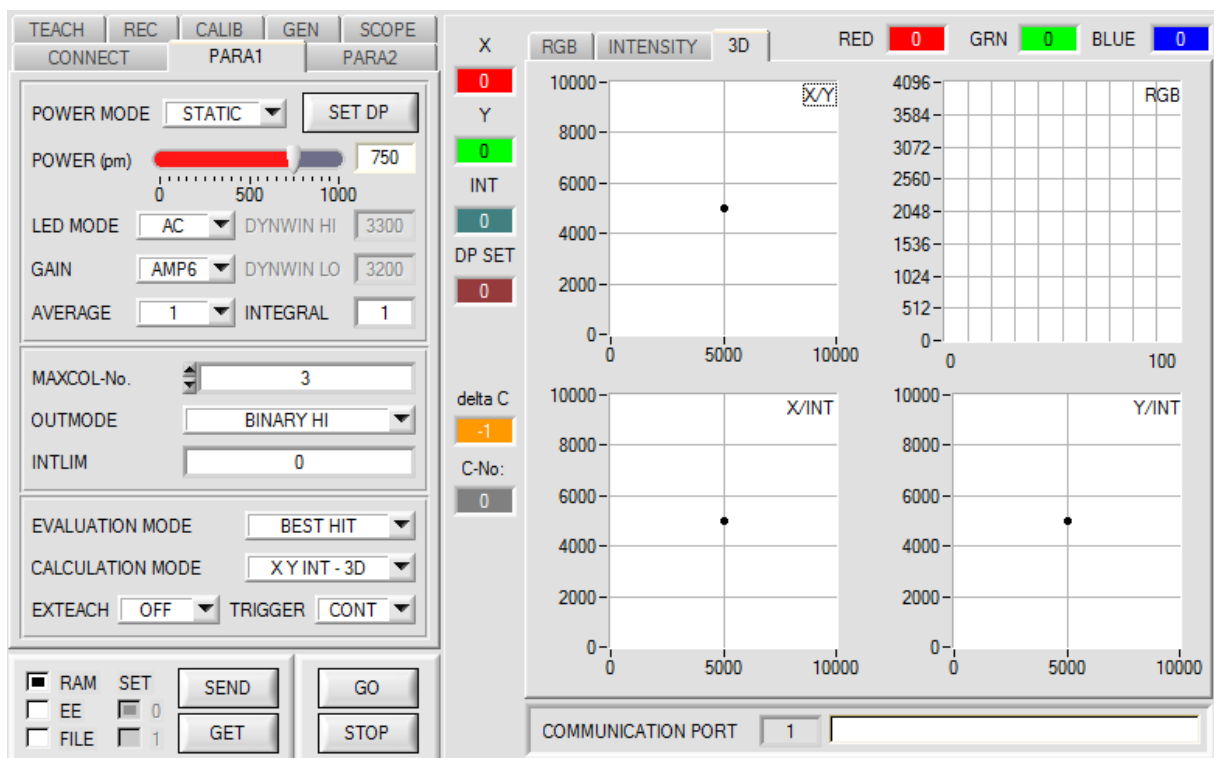 TEACH REC CALIB GEN SCOPE
CONNECT PARA1 PARA2
POWER MODE STATIC SET DP
POWER (pm) 750
0 500 1000
LED MODE AC DYNWIN HI 3300
GAIN AMP6 DYNWIN LO 3200
AVERAGE 1 INTEGRAL 1
MAXCOL-No. 3
OUTMODE BINARY HI
INTLIM 0
EVALUATION MODE BEST HIT
CALCULATION MODE X Y INT - 3D
EXTEACH OFF TRIGGER CONT
RAM SET SEND GO
EE 0
FILE 1 GET STOP
X
0
Y
0
INT
0
DP SET
0
delta C
-1
C-No:
0
RGB INTENSITY 3D RED 0 GRN 0 BLUE 0
X/Y
10000
8000
6000
4000
2000
0
0 5000 10000
RGB
4096
3584
3072
2560
2048
1536
1024
512
0
0 100
X/INT
10000
8000
6000
4000
2000
0
0 5000 10000
Y/INT
10000
8000
6000
4000
2000
0
0 5000 10000
COMMUNICATION PORT 1